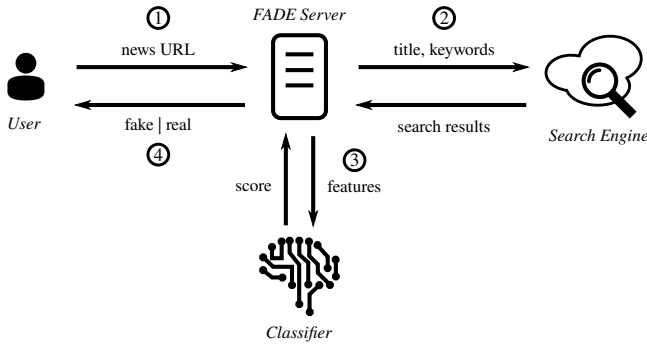 FADE Server
1
2
news URL
title, keywords
User
fake | real
search results
Search Engine
4
3
score
features
Classifier